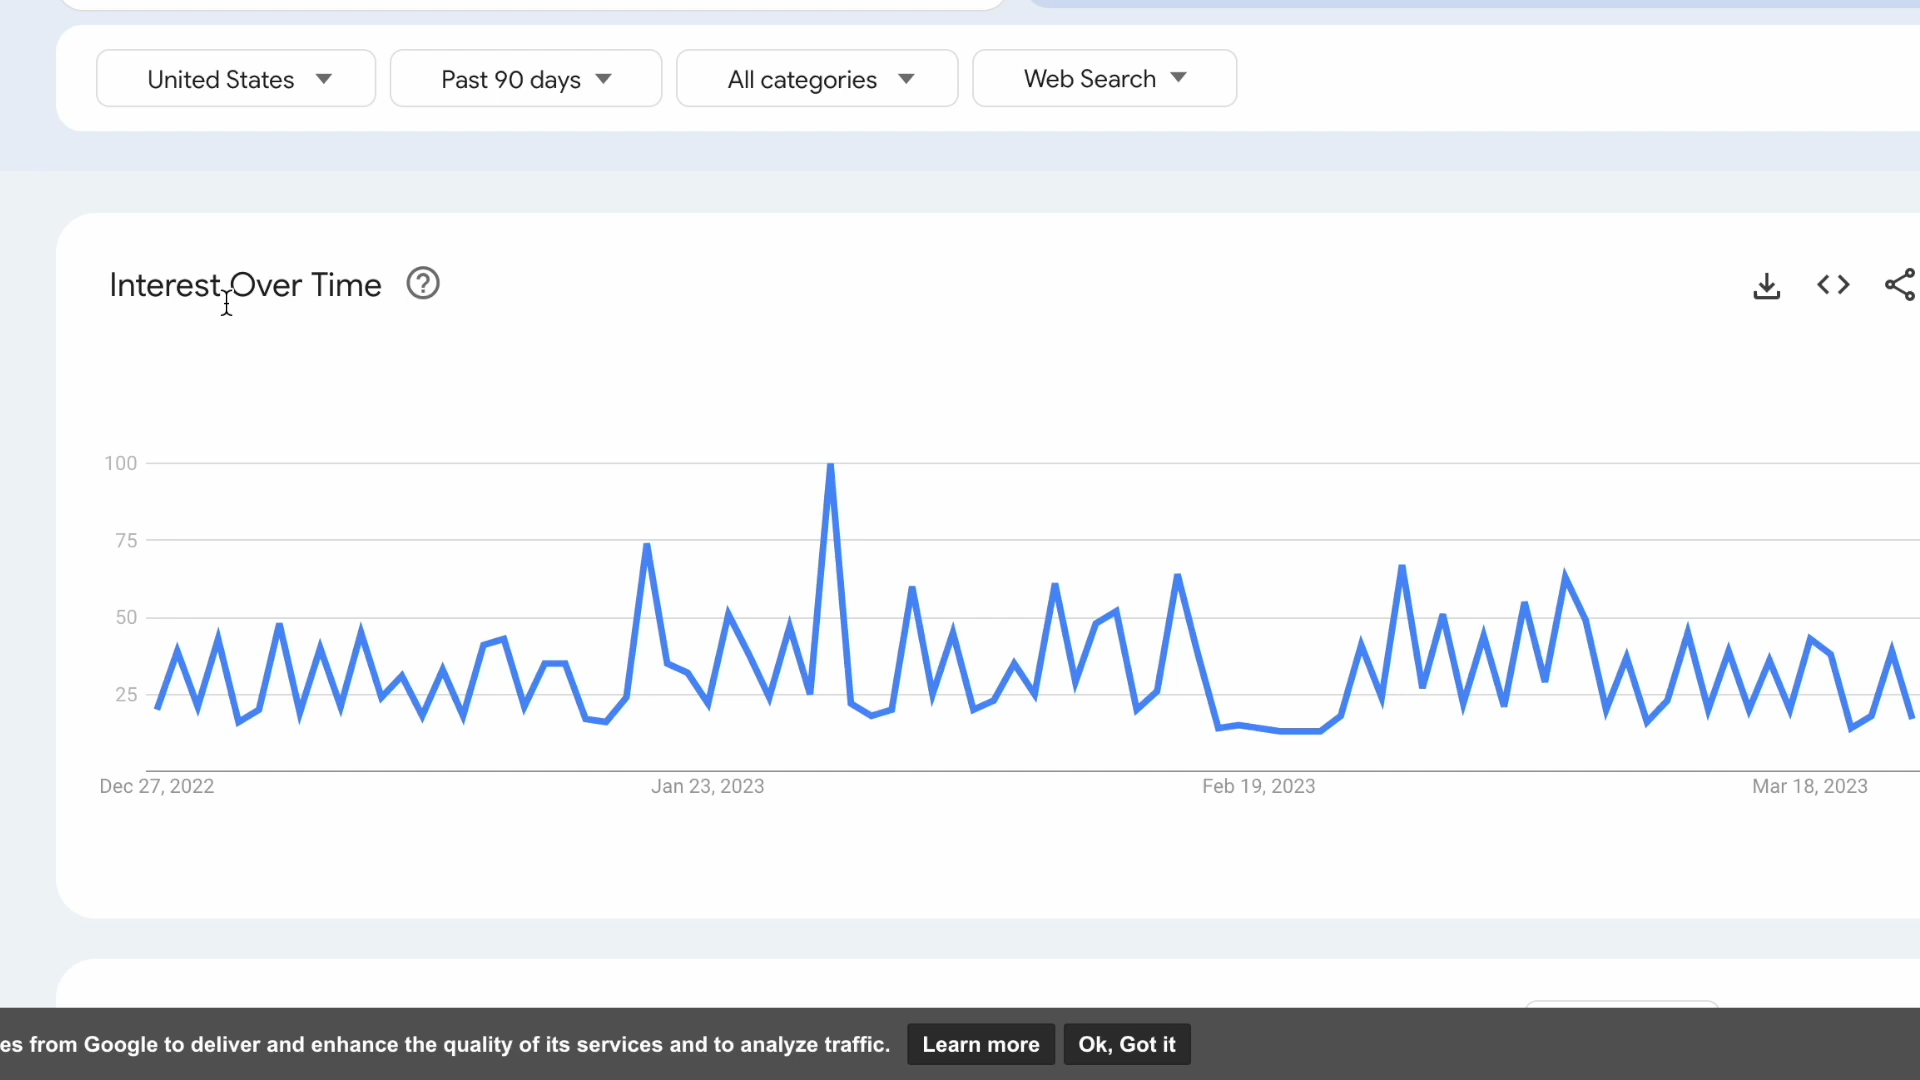 United States
Past 90 days
All categories
Web Search
Interest Over Time
100
75
50
25
Dec 27, 2022
Jan 23, 2023
Feb 19, 2023
Mar 18, 2023
es from Google to deliver and enhance the quality of its services and to analyze traffic.
Learn more
Ok, Got it